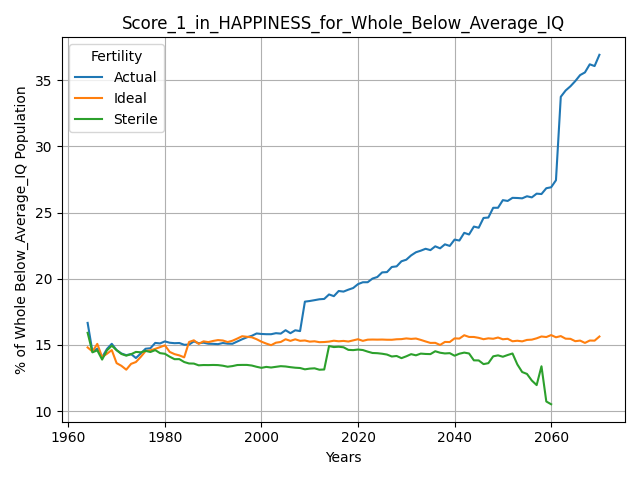 Score_1_in_HAPPINESS_for_Whole_Below_Average_IQ
Fertility
Actual
Ideal
Sterile
% of Whole Below_Average_IQ Population
35
30
25
20
15
10
1960
1980
2000
2020
2040
2060
Years